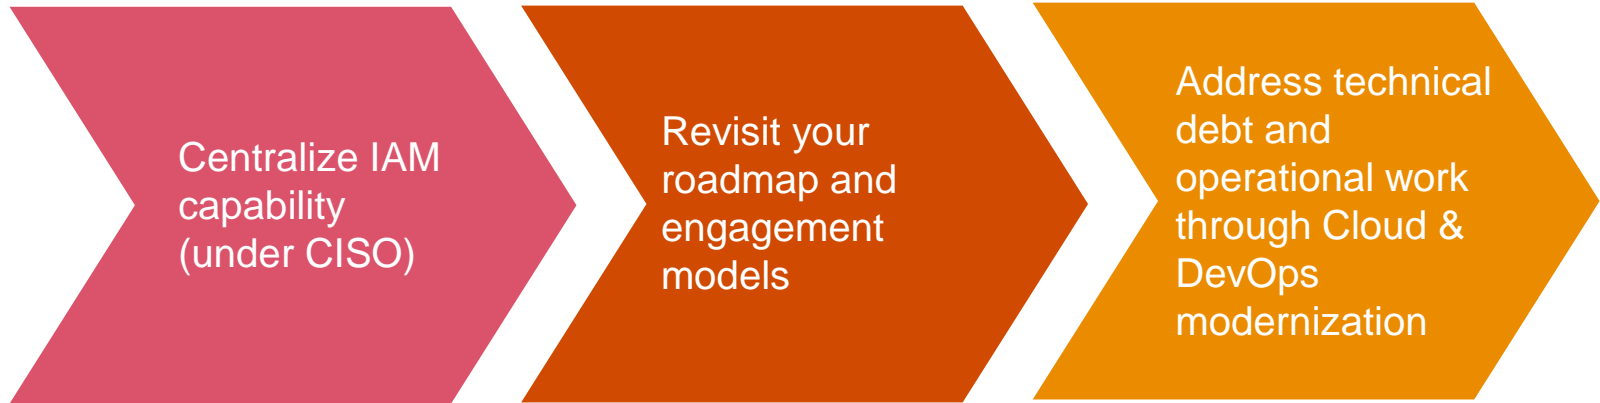 Centralize IAM
capability
(under CISO)
Revisit your
roadmap and
engagement
models
Address technical
debt and
operational work
through Cloud &
DevOps
modernization